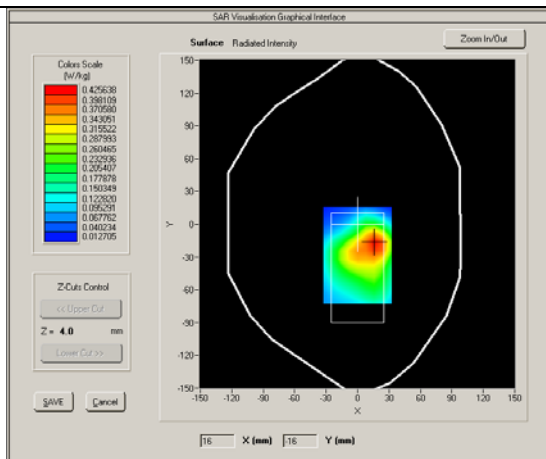 SAR Visualisation Graphical Interface
Surface Radiated Intensity
Zoom In/Out
Colors Scale
(W/kg)
0.425638
0.398109
0.370580
0.343051
0.315522
0.287993
0.260465
0.232936
0.205407
0.177878
0.150349
0.122820
0.095291
0.067762
0.040234
0.012705
150-
120-
90-
60-
30-
0-
-30-
-60-
-90-
-120-
-150-
Y
-150 -120 -90 -60 -30 0 30 60 90 120 150
X
Z-Cuts Control
<< Upper Cut
Z = 4.0 mm
Lower Cut >>
SAVE Cancel
16 X (mm) -16 Y (mm)